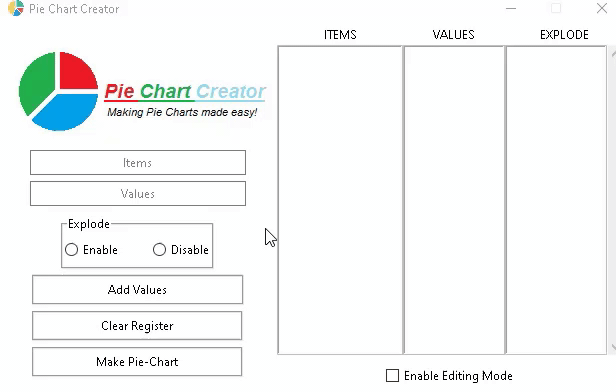 Pie Chart Creator
ITEMS VALUES EXPLODE
Pie Chart Creator
Making Pie Charts made easy!
Items
Values
Explode
Enable Disable
Add Values
Clear Register
Make Pie-Chart
Enable Editing Mode